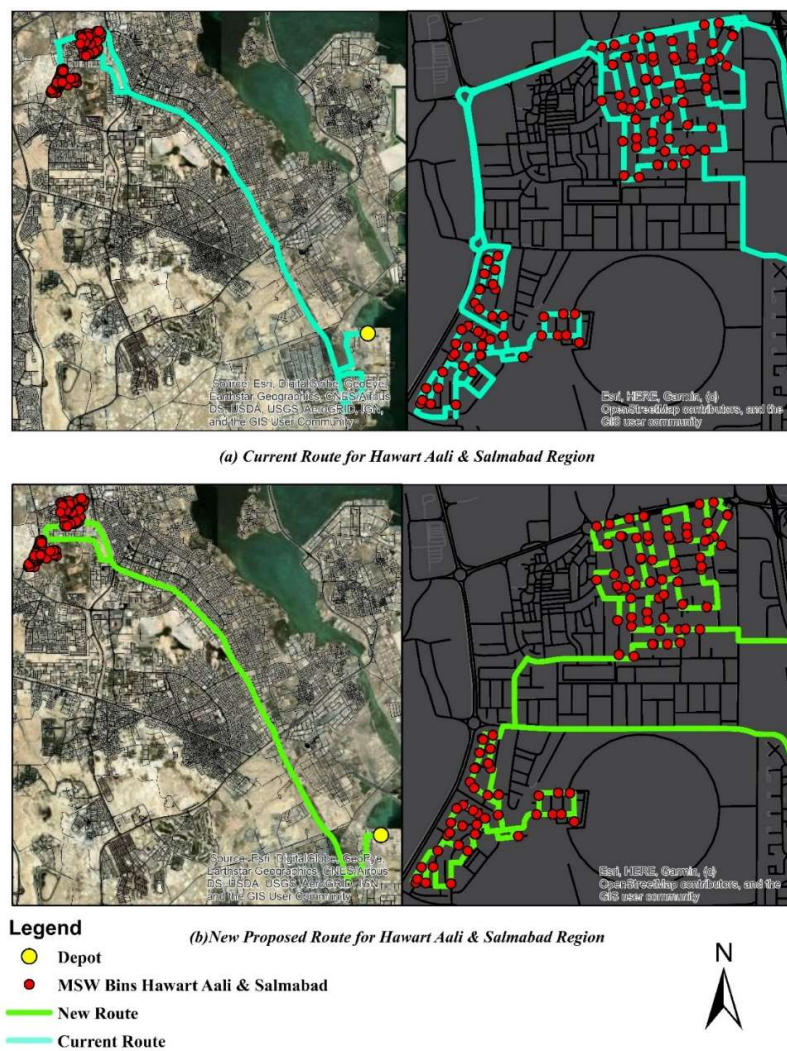 Source: Esri, DigitalGlobe, GeoEye,
Earthstar Geographics, CNES/Airbus
DS, USDA, USGS, AeroGRID, IGN,
and the GIS User Community
Esri, HERE, Garmin, (c)
OpenStreetMap contributors, and the
GIS user community
(a) Current Route for Hawart Aali & Salmabad Region
Source: Esri, DigitalGlobe, GeoEye,
Earthstar Geographics, CNES/Airbus
DS, USDA, USGS, AeroGRID, IGN,
and the GIS User Community
Esri, HERE, Garmin, (c)
OpenStreetMap contributors, and the
GIS user community
(b)New Proposed Route for Hawart Aali & Salmabad Region
Legend
Depot
MSW Bins Hawart Aali & Salmabad
New Route
Current Route
N